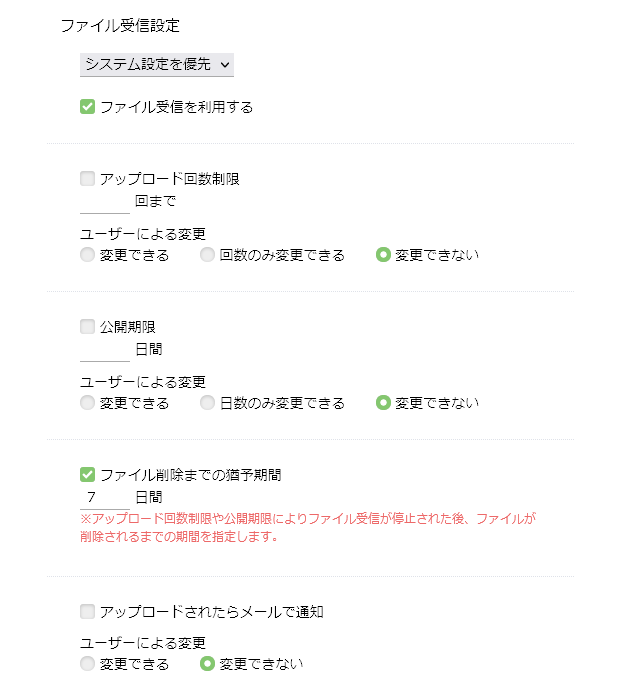 ファイル受信設定
システム設定を優先
ファイル受信を利用する
アップロード回数制限
回まで
ユーザーによる変更
変更できる 回数のみ変更できる 変更できない
公開期限
日間
ユーザーによる変更
変更できる 日数のみ変更できる 変更できない
ファイル削除までの猶予期間
7 日間
※アップロード回数制限や公開期限によりファイル受信が停止された後、ファイルが
削除されるまでの期間を指定します。
アップロードされたらメールで通知
ユーザーによる変更
変更できる 変更できない